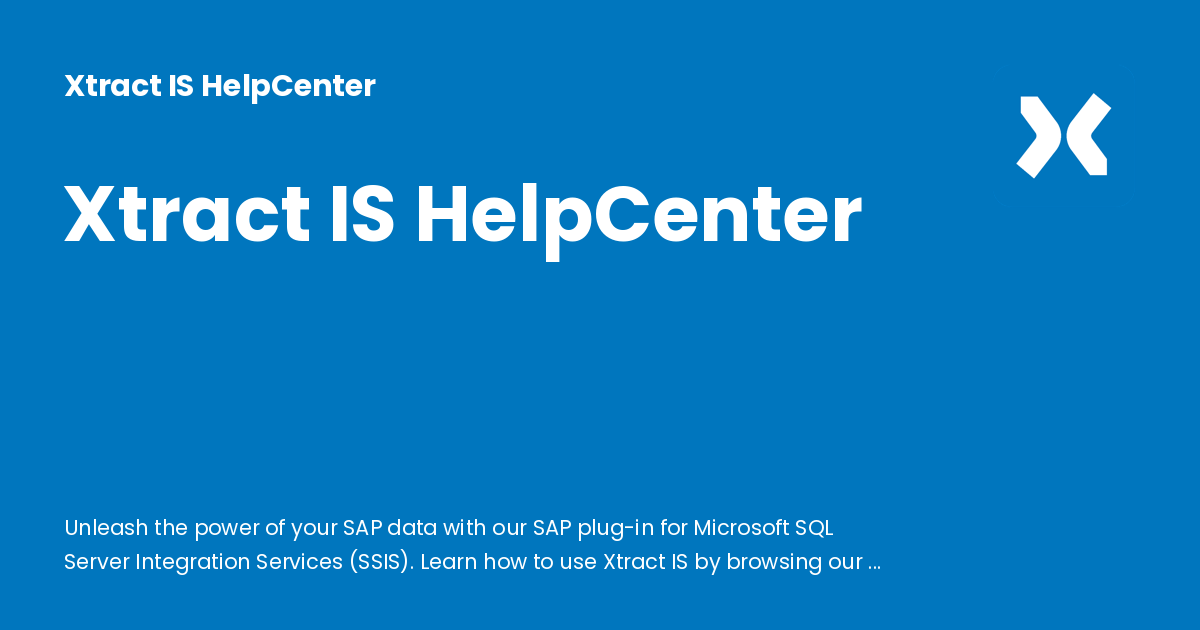 Xtract IS HelpCenter
Xtract IS HelpCenter
Unleash the power of your SAP data with our SAP plug-in for Microsoft SQL
Server Integration Services (SSIS). Learn how to use Xtract IS by browsing our ...